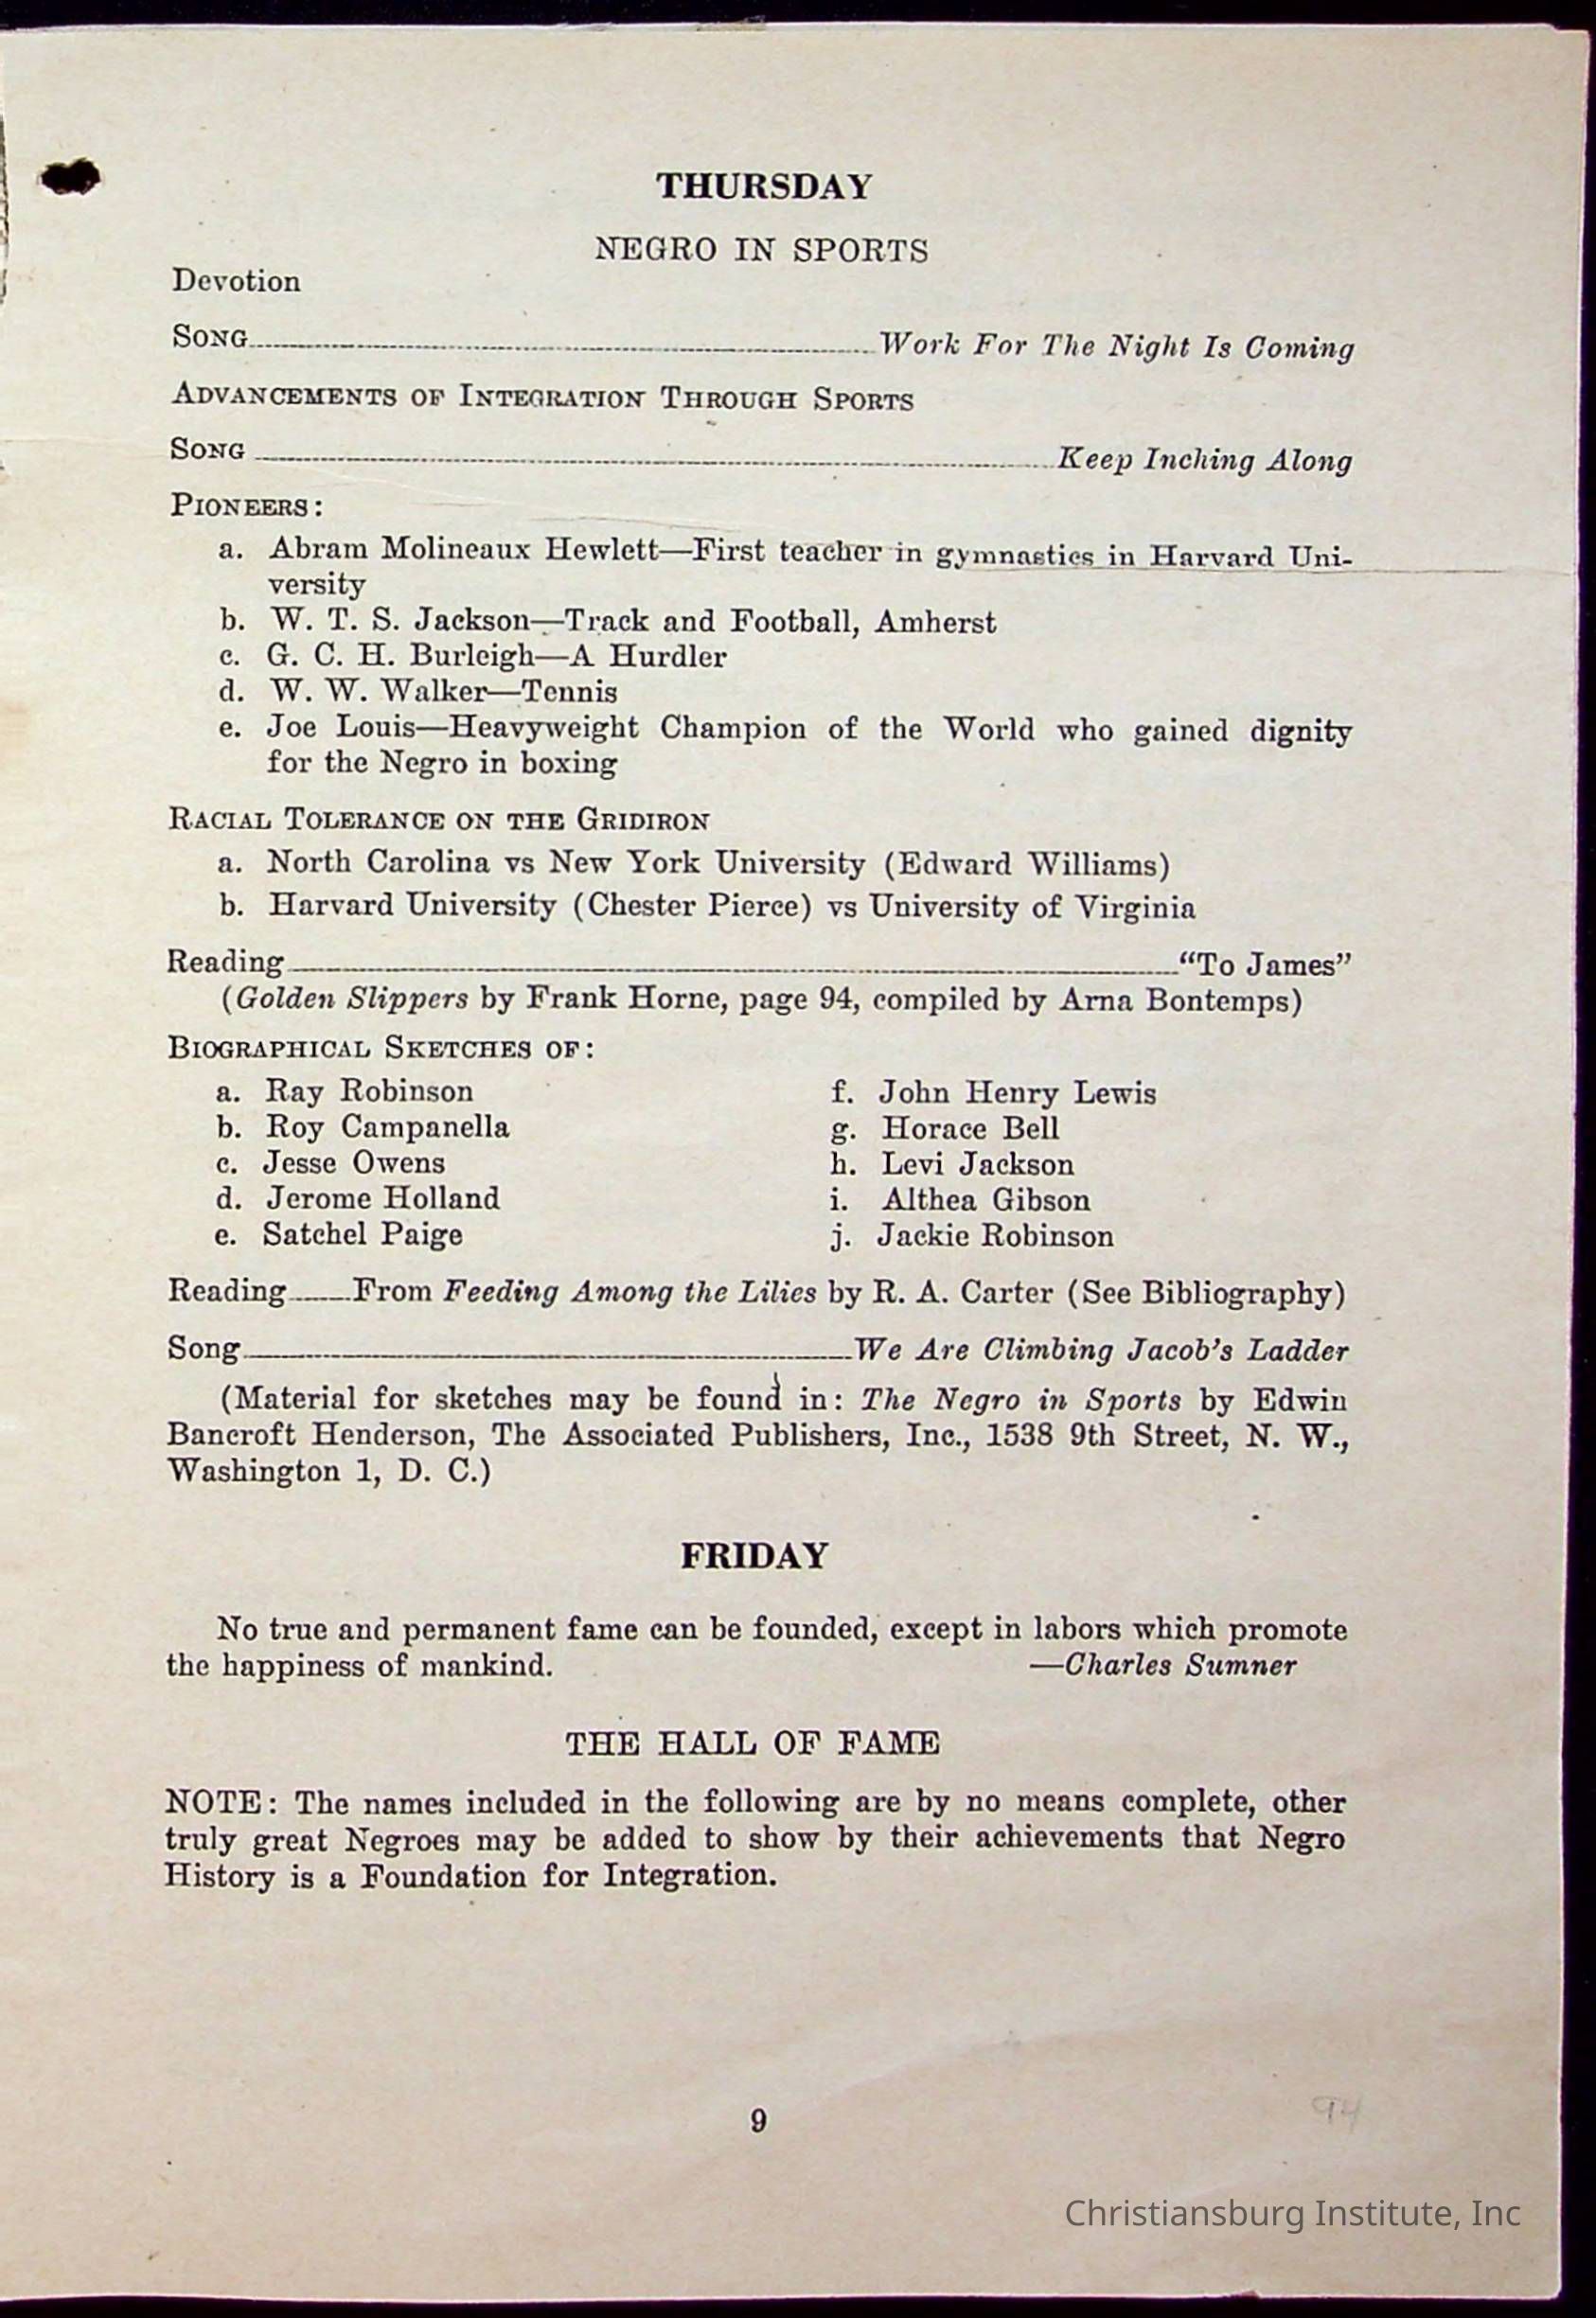 THURSDAY
NEGRO IN SPORTS
Devotion
SONG Work For The Night Is Coming
ADVANCEMENTS OF INTEGRATION THROUGH SPORTS
SONG Keep Inching Along
PIONEERS:
a. Abram Molineaux Hewlett—First teacher in gymnastics in Harvard Uni-
versity
b. W. T. S. Jackson—Track and Football, Amherst
c. G. C. H. Burleigh—A Hurdler
d. W. W. Walker—Tennis
e. Joe Louis—Heavyweight Champion of the World who gained dignity
for the Negro in boxing
RACIAL TOLERANCE ON THE GRIDIRON
a. North Carolina vs New York University (Edward Williams)
b. Harvard University (Chester Pierce) vs University of Virginia
Reading "To James"
(Golden Slippers by Frank Horne, page 94, compiled by Arna Bontemps)
BIOGRAPHICAL SKETCHES OF:
a. Ray Robinson
b. Roy Campanella
c. Jesse Owens
d. Jerome Holland
e. Satchel Paige
f. John Henry Lewis
g. Horace Bell
h. Levi Jackson
i. Althea Gibson
j. Jackie Robinson
Reading From Feeding Among the Lilies by R. A. Carter (See Bibliography)
Song We Are Climbing Jacob's Ladder
(Material for sketches may be found in: The Negro in Sports by Edwin
Bancroft Henderson, The Associated Publishers, Inc., 1538 9th Street, N. W.,
Washington 1, D. C.)
FRIDAY
No true and permanent fame can be founded, except in labors which promote
the happiness of mankind. —Charles Sumner
THE HALL OF FAME
NOTE: The names included in the following are by no means complete, other
truly great Negroes may be added to show by their achievements that Negro
History is a Foundation for Integration.
9
94
Christiansburg Institute, Inc